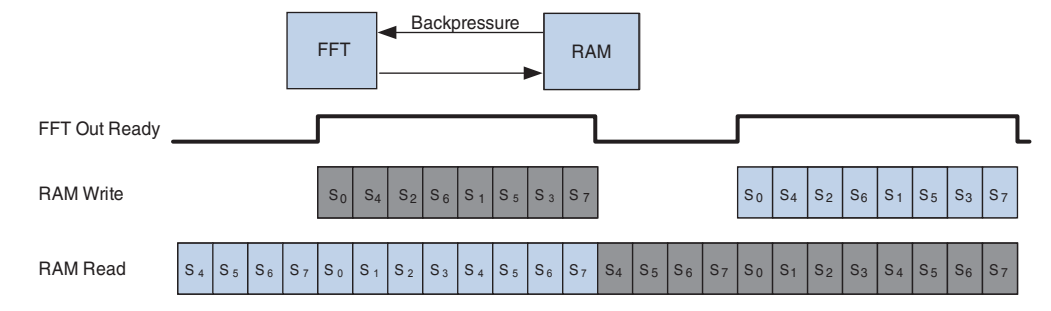 Backpressure
FFT RAM
FFT Out Ready
RAM Write S0 S4 S2 S6 S1 S5 S3 S7 S0 S4 S2 S6 S1 S5 S3 S7
RAM Read S4 S5 S6 S7 S0 S1 S2 S3 S4 S5 S6 S7 S4 S5 S6 S7 S0 S1 S2 S3 S4 S5 S6 S7